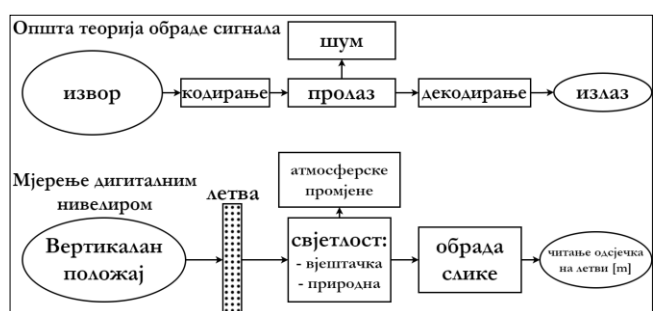 Општа теорија обраде сигнала
шум
извор
кодирање
пролаз
декодирање
излаз
Мјерење дигиталним
нивелиром
летва
атмосферске
промјене
Вертикалан
положај
свјетлост:
- вјештачка
- природна
обрада
слике
читање одсјечка
на летви [m]